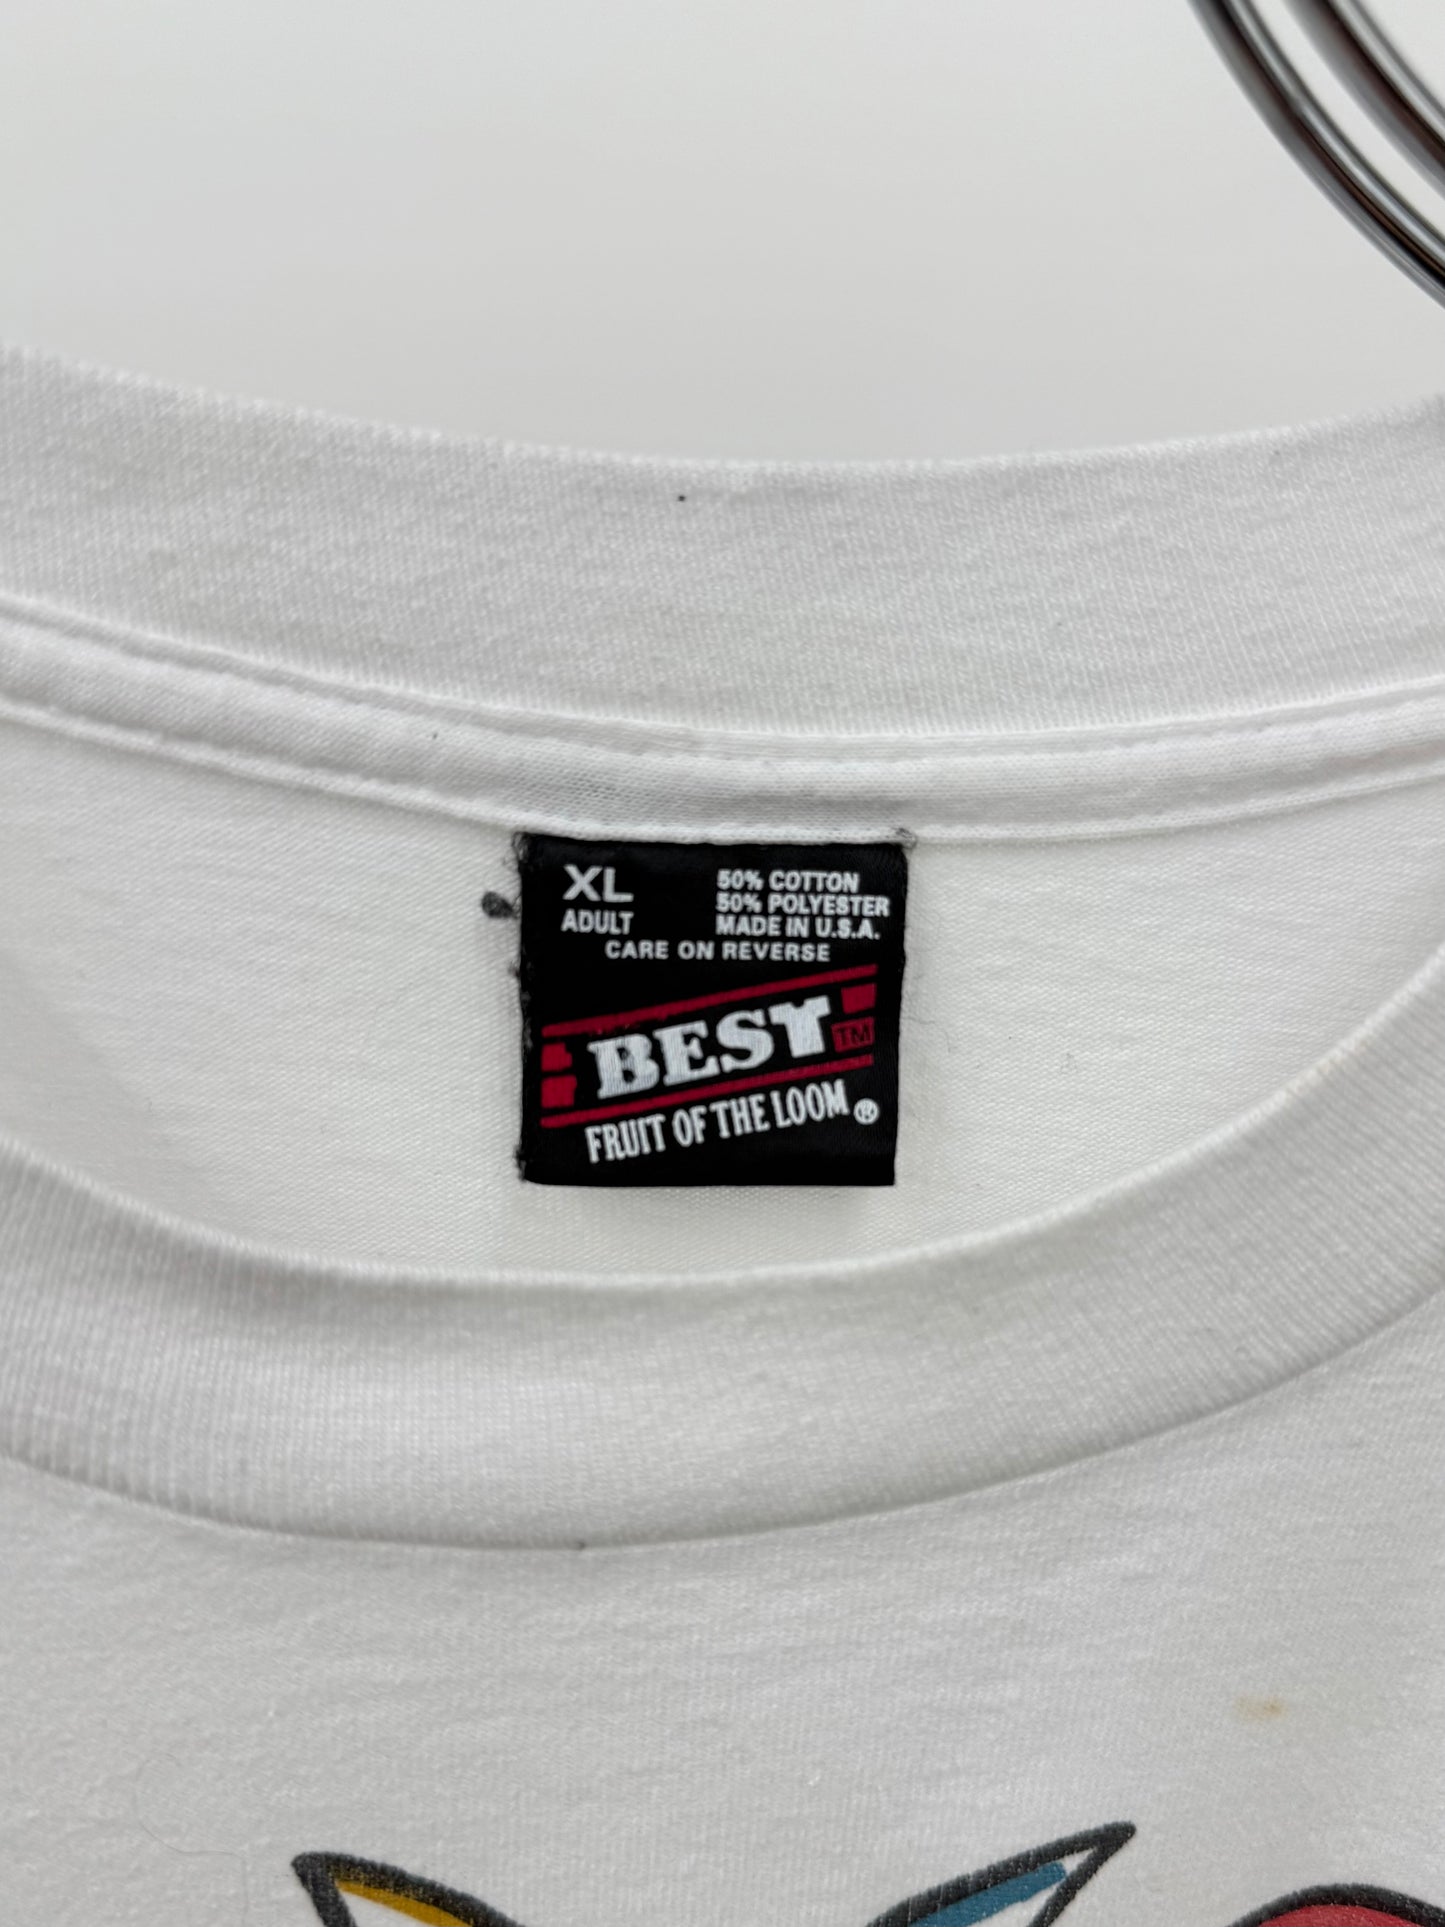 XL
ADULT
50% COTTON
50% POLYESTER
MADE IN U.S.A.
CARE ON REVERSE
BEST TM
FRUIT OF THE LOOM ®